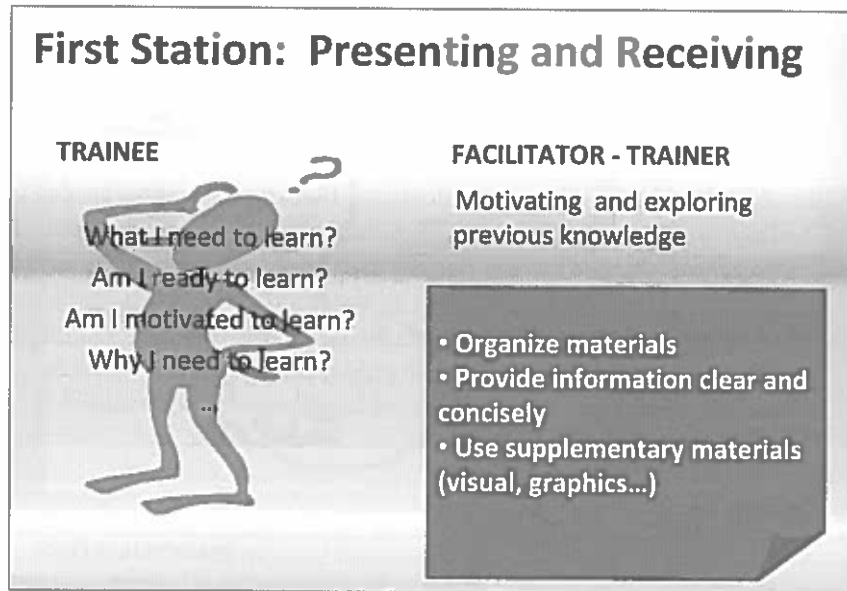 First Station: Presenting and Receiving
TRAINEE
?
What I need to learn?
Am I ready to learn?
Am I motivated to learn?
Why I need to learn?
...
FACILITATOR - TRAINER
Motivating and exploring
previous knowledge
• Organize materials
• Provide information clear and
concisely
• Use supplementary materials
(visual, graphics...)